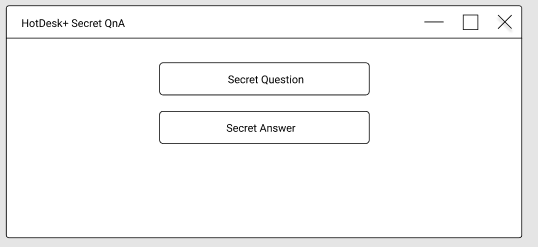 HotDesk+ Secret QnA
Secret Question
Secret Answer